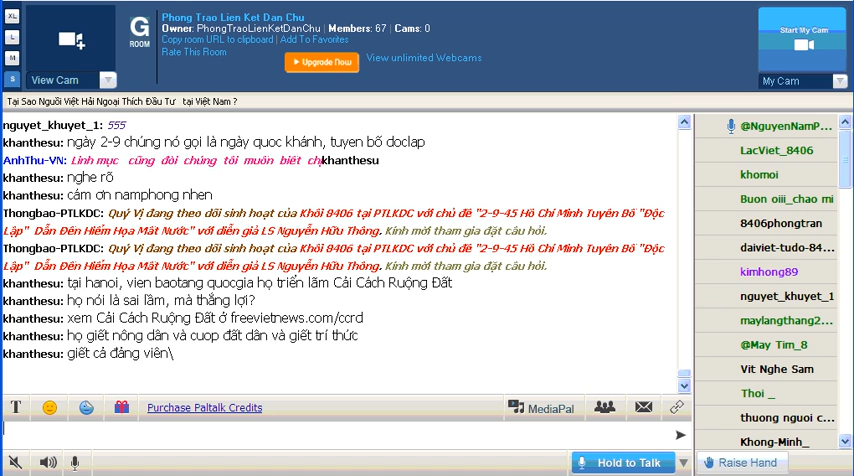 XL
L
M
S
View Cam
G
ROOM
Phong Trao Lien Ket Dan Chu
Owner: PhongTraoLienKetDanChu | Members: 67 | Cams: 0
Copy room URL to clipboard | Add To Favorites
Rate This Room
Upgrade Now
View unlimited Webcams
Start My Cam
My Cam
Tại Sao Người Việt Hải Ngoại Thích Đầu Tư tại Việt Nam ?
nguyet_khuyet_1: 555
khanthesu: ngày 2-9 chúng nó gọi là ngày quoc khánh, tuyen bố doclap
AnhThu-VN: Linh mục cũng đòi chúng tôi muốn biết chịkhanthesu
khanthesu: nghe rõ
khanthesu: cám ơn namphong nhen
Thongbao-PTLKDC: Quý Vị đang theo dõi sinh hoạt của Khối 8406 tại PTLKDC với chủ đề "2-9-45 Hồ Chí Minh Tuyên Bố "Độc
Lập" Dẫn Đến Hiểm Họa Mất Nước" với diễn giả LS Nguyễn Hữu Thống. Kính mời tham gia đặt câu hỏi.
Thongbao-PTLKDC: Quý Vị đang theo dõi sinh hoạt của Khối 8406 tại PTLKDC với chủ đề "2-9-45 Hồ Chí Minh Tuyên Bố "Độc
Lập" Dẫn Đến Hiểm Họa Mất Nước" với diễn giả LS Nguyễn Hữu Thống. Kính mời tham gia đặt câu hỏi.
khanthesu: tại hanoi, vien baotang quocgia họ triển lãm Cải Cách Ruộng Đất
khanthesu: họ nói là sai lầm, mà thắng lợi?
khanthesu: xem Cải Cách Ruộng Đất ở freevietnews.com/ccrd
khanthesu: họ giết nông dân và cuop đất dân và giết trí thức
khanthesu: giết cả đảng viên\
@NguyenNamP...
LacViet_8406
khomoi
Buon oiii_chao mi
8406phongtran
daiviet-tudo-84...
kimhong89
nguyet_khuyet_1
maylangthang2...
@May Tim_8
Vit Nghe Sam
Thoi _
thuong nguoi c...
Khong-Minh_
T
Purchase Paltalk Credits
MediaPal
Hold to Talk
Raise Hand